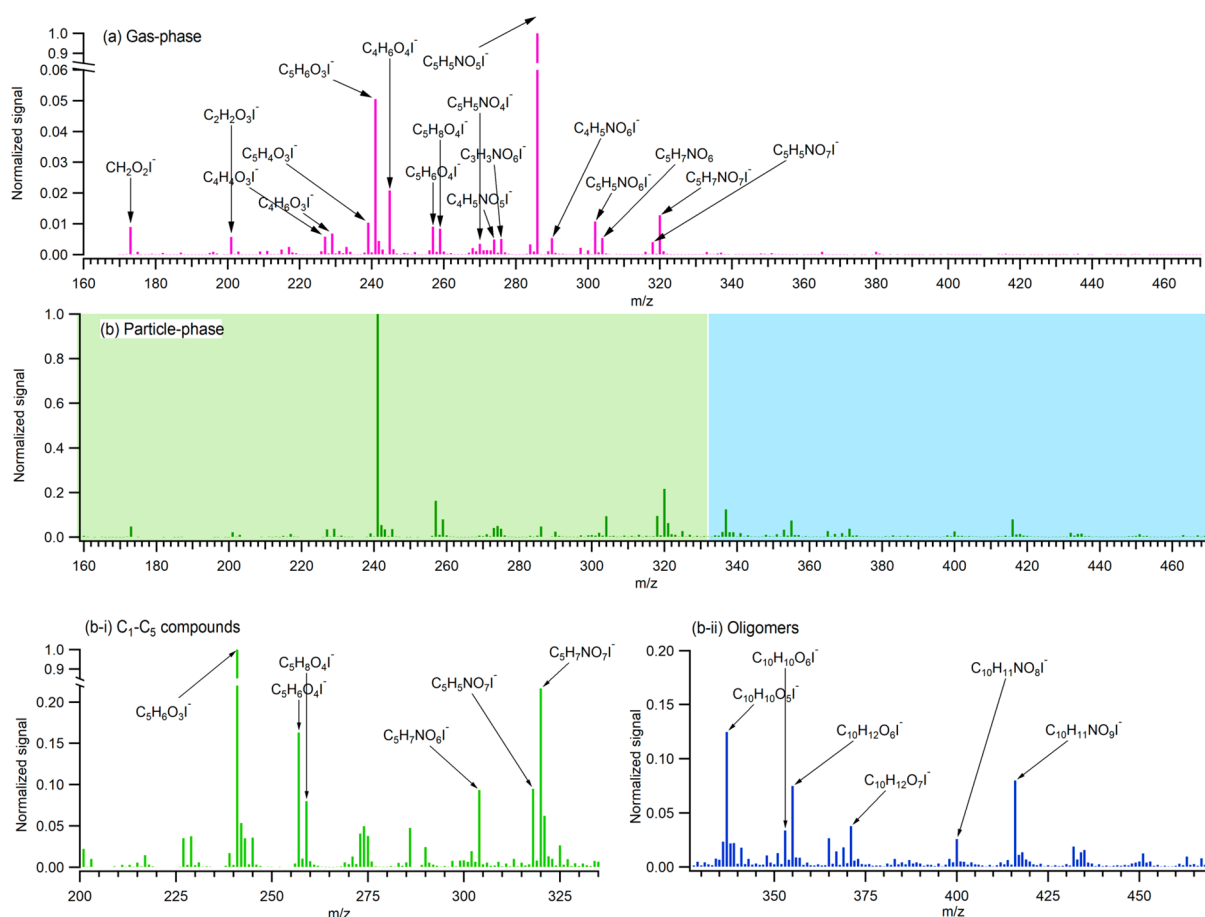 (a) Gas-phase
Normalized signal
1.0
0.9
0.06
0.05
0.04
0.03
0.02
0.01
0.00
CH₂O₂I⁻
C₂H₂O₃I⁻
C₄H₄O₃I⁻
C₄H₆O₃I⁻
C₅H₄O₃I⁻
C₅H₆O₃I⁻
C₄H₆O₄I⁻
C₅H₆O₄I⁻
C₅H₈O₄I⁻
C₅H₅NO₄I⁻
C₄H₅NO₅I⁻
C₃H₃NO₆I⁻
C₅H₅NO₅I⁻
C₄H₅NO₆I⁻
C₅H₅NO₆I⁻
C₅H₇NO₆
C₅H₇NO₇I⁻
C₅H₅NO₇I⁻
160 180 200 220 240 260 280 300 320 340 360 380 400 420 440 460
m/z
(b) Particle-phase
Normalized signal
1.0
0.8
0.6
0.4
0.2
0.0
160 180 200 220 240 260 280 300 320 340 360 380 400 420 440 460
m/z
(b-i) C₁-C₅ compounds
Normalized signal
1.0
0.9
0.20
0.15
0.10
0.05
0.00
C₅H₆O₃I⁻
C₅H₈O₄I⁻
C₅H₆O₄I⁻
C₅H₇NO₆I⁻
C₅H₅NO₇I⁻
C₅H₇NO₇I⁻
200 225 250 275 300 325
m/z
(b-ii) Oligomers
Normalized signal
0.20
0.15
0.10
0.05
0.00
C₁₀H₁₀O₆I⁻
C₁₀H₁₀O₅I⁻
C₁₀H₁₂O₆I⁻
C₁₀H₁₂O₇I⁻
C₁₀H₁₁NO₈I⁻
C₁₀H₁₁NO₉I⁻
350 375 400 425 450
m/z